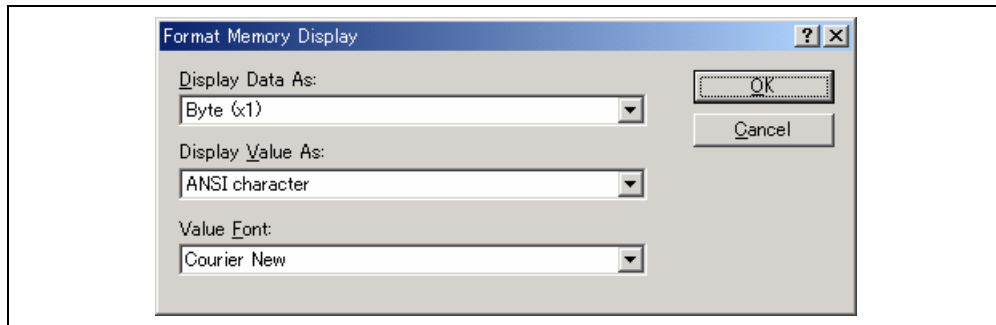 Format Memory Display
Display Data As:
Byte (x1)
OK
Cancel
Display Value As:
ANSI character
Value Font:
Courier New